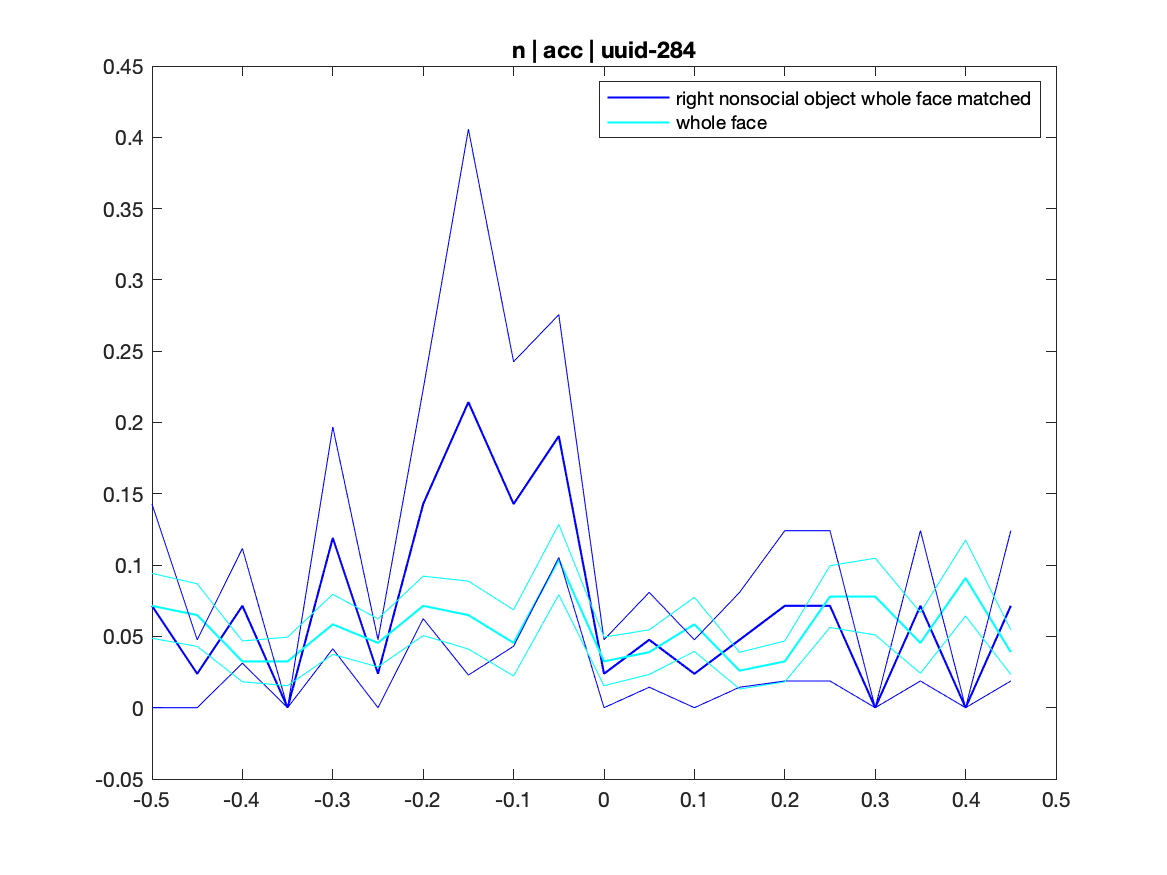 n | acc | uuid-284
right nonsocial object whole face matched
whole face
0.45
0.4
0.35
0.3
0.25
0.2
0.15
0.1
0.05
0
-0.05
-0.5 -0.4 -0.3 -0.2 -0.1 0 0.1 0.2 0.3 0.4 0.5